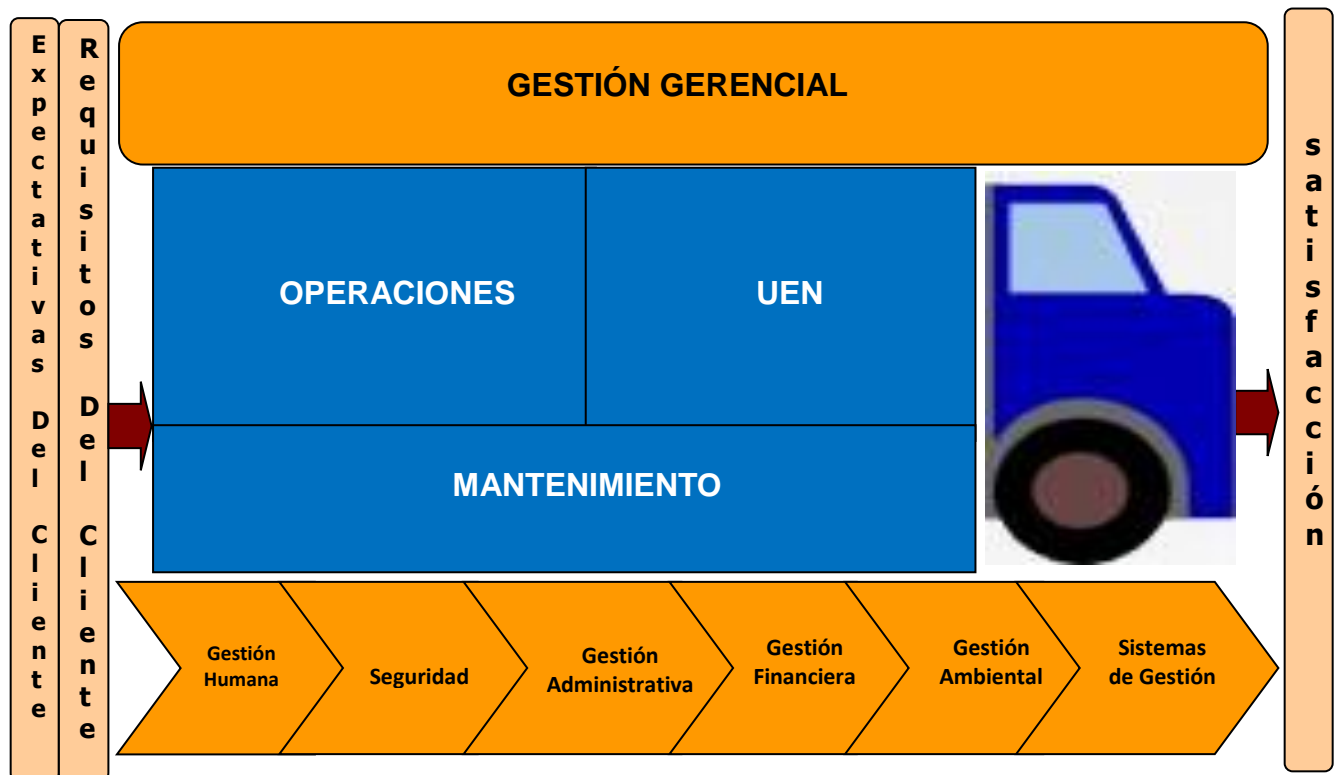 Expectativas Del Cliente
Requisitos Del Cliente
GESTIÓN GERENCIAL
OPERACIONES
UEN
MANTENIMIENTO
Gestión
Humana
Seguridad
Gestión
Administrativa
Gestión
Financiera
Gestión
Ambiental
Sistemas
de Gestión
satisfacción